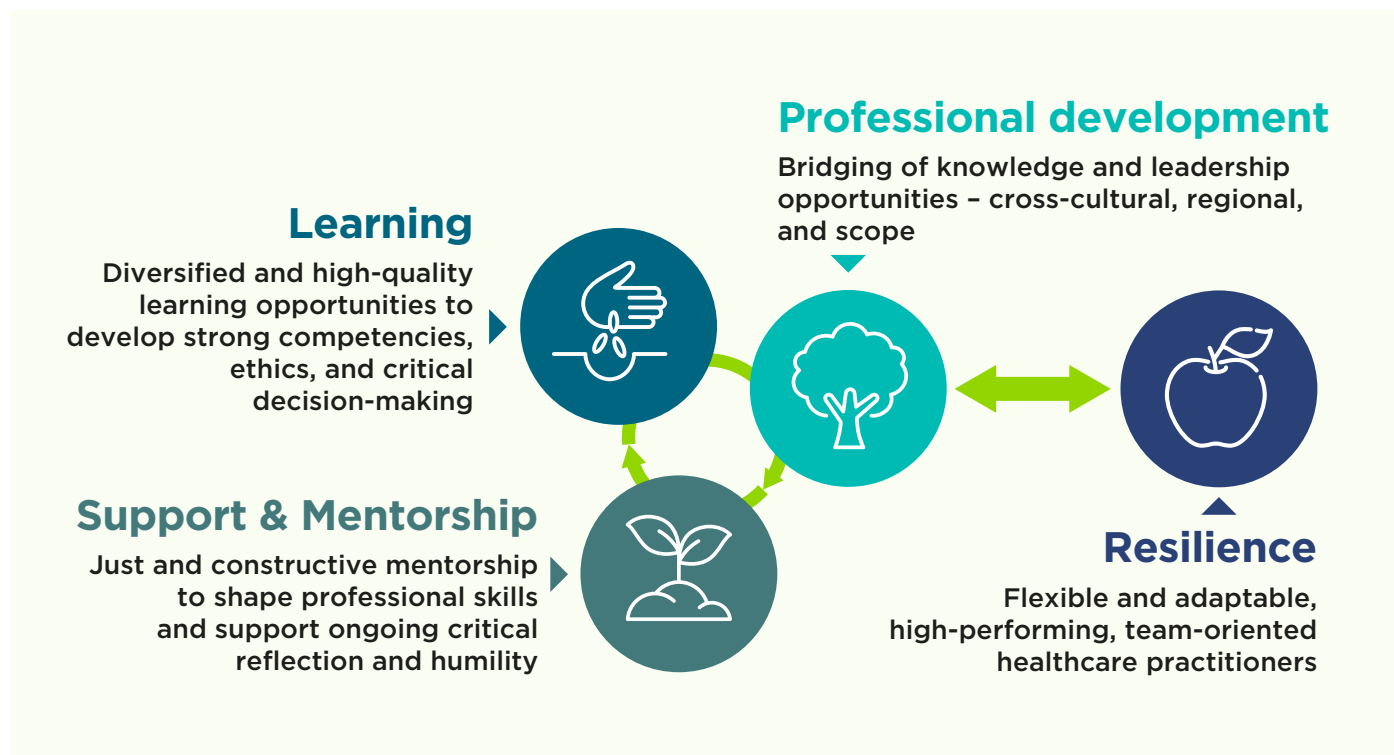 Professional development
Bridging of knowledge and leadership
opportunities – cross-cultural, regional,
and scope
Learning
Diversified and high-quality
learning opportunities to
develop strong competencies,
ethics, and critical
decision-making
Support & Mentorship
Just and constructive mentorship
to shape professional skills
and support ongoing critical
reflection and humility
Resilience
Flexible and adaptable,
high-performing, team-oriented
healthcare practitioners